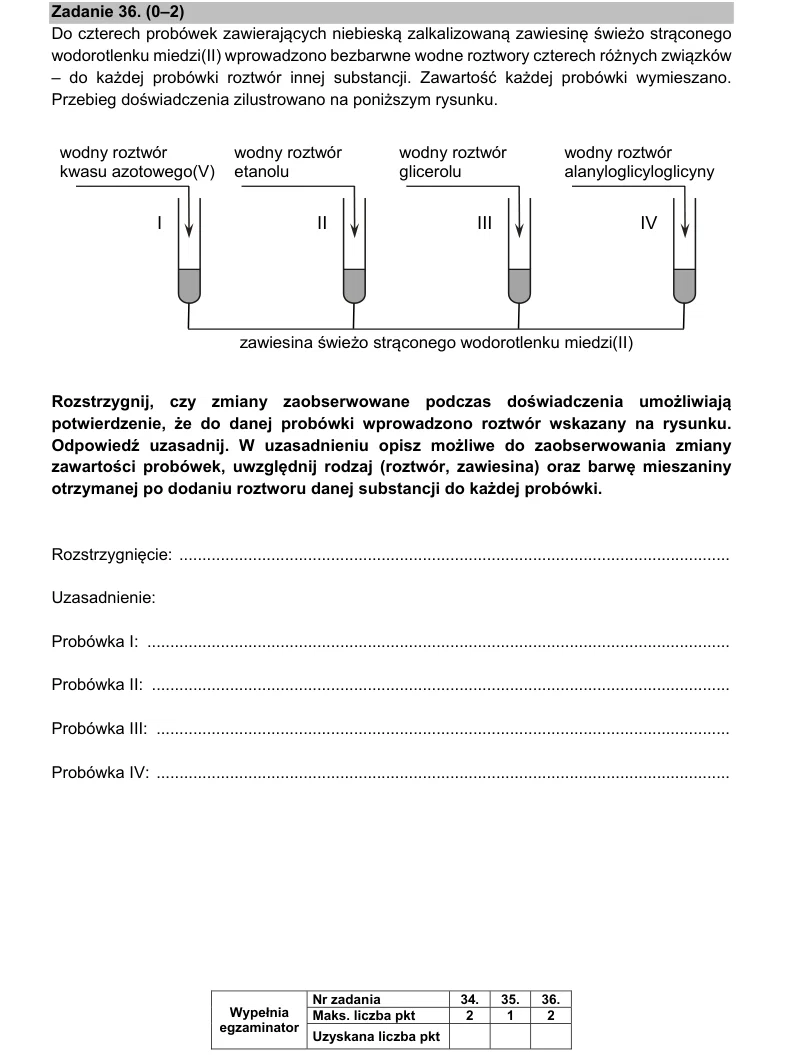 Zadanie 36. (0–2)
Do czterech probówek zawierających niebieską zalkalizowaną zawiesinę świeżo strąconego
wodorotlenku miedzi(II) wprowadzono bezbarwne wodne roztwory czterech różnych związków
– do każdej probówki roztwór innej substancji. Zawartość każdej probówki wymieszano.
Przebieg doświadczenia zilustrowano na poniższym rysunku.
wodny roztwór kwasu azotowego(V)
wodny roztwór etanolu
wodny roztwór glicerolu
wodny roztwór alanyloglicyloglicyny
I II III IV
zawiesina świeżo strąconego wodorotlenku miedzi(II)
Rozstrzygnij, czy zmiany zaobserwowane podczas doświadczenia umożliwiają
potwierdzenie, że do danej probówki wprowadzono roztwór wskazany na rysunku.
Odpowiedź uzasadnij. W uzasadnieniu opisz możliwe do zaobserwowania zmiany
zawartości probówek, uwzględnij rodzaj (roztwór, zawiesina) oraz barwę mieszaniny
otrzymanej po dodaniu roztworu danej substancji do każdej probówki.
Rozstrzygnięcie: ................................................................................................................
Uzasadnienie:
Probówka I: ................................................................................................................
Probówka II: ................................................................................................................
Probówka III: ................................................................................................................
Probówka IV: ................................................................................................................
Wypełnia egzaminator
Nr zadania 34. 35. 36.
Maks. liczba pkt 2 1 2
Uzyskana liczba pkt